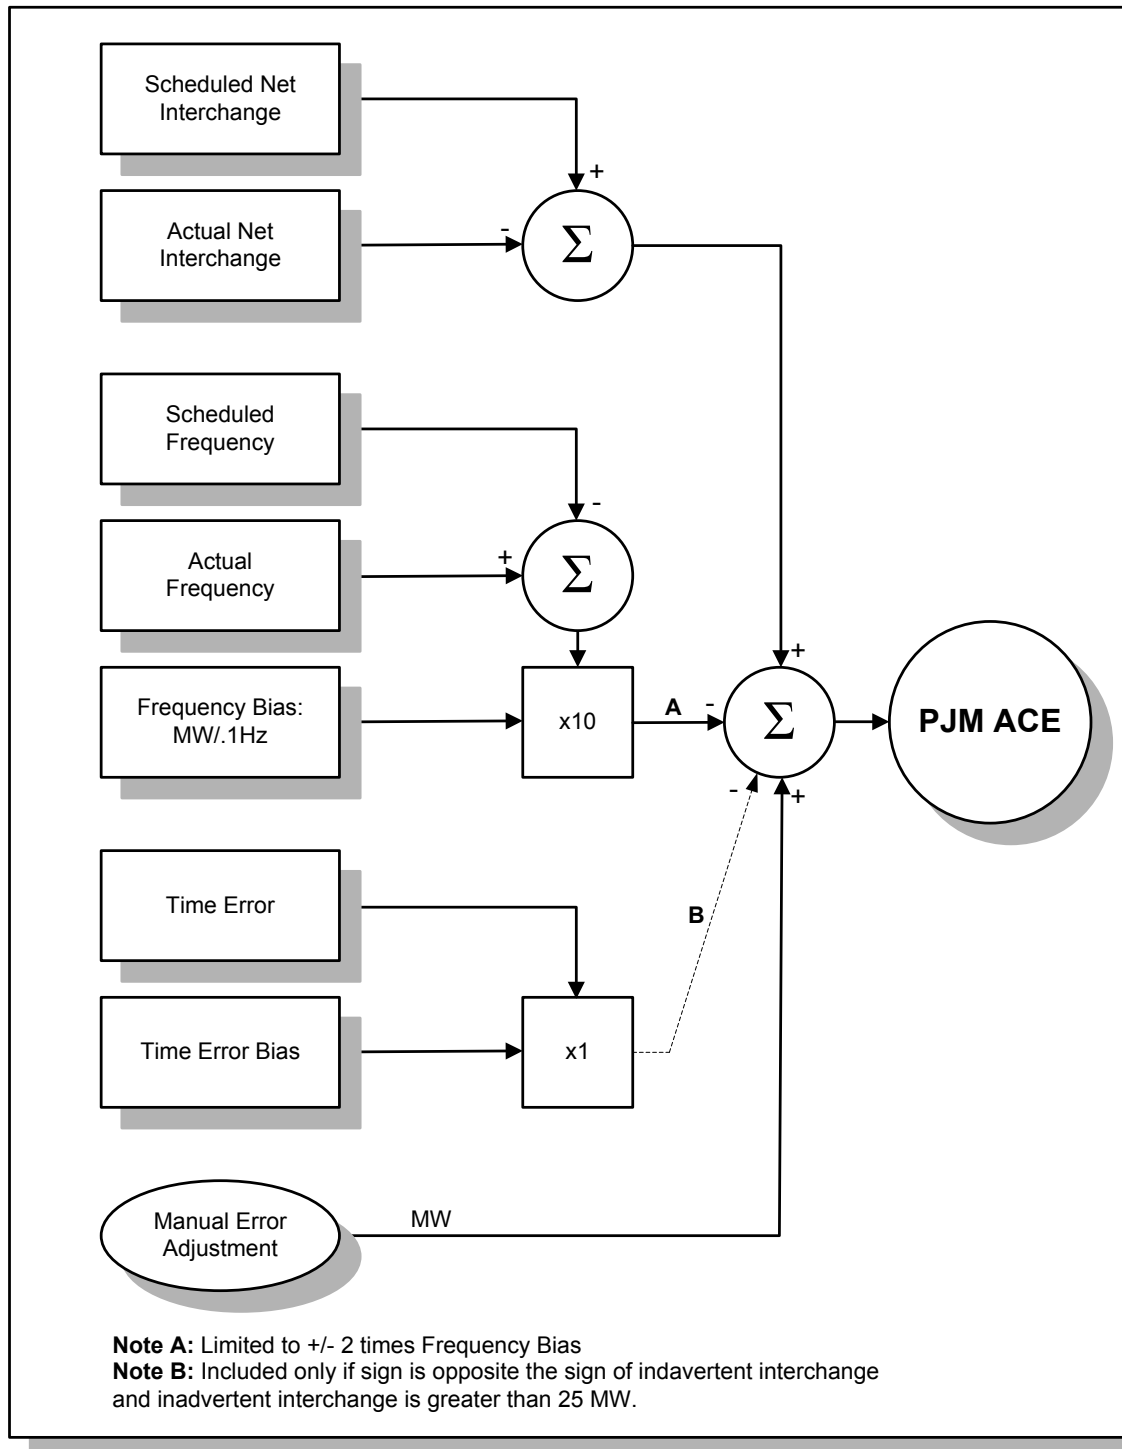 Scheduled Net
Interchange
+
Actual Net
Interchange
-
Σ
Scheduled
Frequency
-
Actual
Frequency
+
Σ
Frequency Bias:
MW/.1Hz
x10
A
-
+
Σ
-
+
PJM ACE
Time Error
B
Time Error Bias
x1
Manual Error
Adjustment
MW
Note A: Limited to +/- 2 times Frequency Bias
Note B: Included only if sign is opposite the sign of indavertent interchange
and inadvertent interchange is greater than 25 MW.